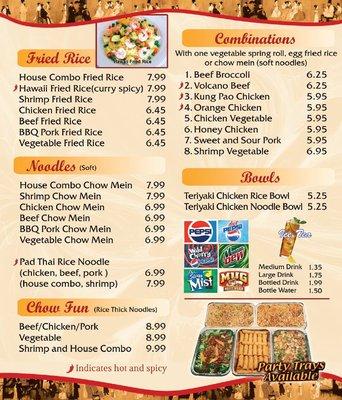 Fried Rice
Hawaii Fried Rice
House Combo Fried Rice 7.99
Hawaii Fried Rice(curry spicy) 7.99
Shrimp Fried Rice 7.99
Chicken Fried Rice 6.45
Beef Fried Rice 6.45
BBQ Pork Fried Rice 6.45
Vegetable Fried Rice 6.45
Noodles (Soft)
House Combo Chow Mein 7.99
Shrimp Chow Mein 7.99
Chicken Chow Mein 6.99
Beef Chow Mein 6.99
BBQ Pork Chow Mein 6.99
Vegetable Chow Mein 6.99
Pad Thai Rice Noodle
(chicken, beef, pork ) 6.99
(house combo, shrimp) 7.99
Chow Fun (Rice Thick Noodles)
Beef/Chicken/Pork 8.99
Vegetable 8.99
Shrimp and House Combo 9.99
Indicates hot and spicy
Combinations
With one vegetable spring roll, egg fried rice
or chow mein (soft noodles)
1. Beef Broccoli 6.25
2. Volcano Beef 6.25
3. Kung Pao Chicken 5.95
4. Orange Chicken 5.95
5. Chicken Vegetable 5.95
6. Honey Chicken 5.95
7. Sweet and Sour Pork 5.95
8. Shrimp Vegetable 6.95
Bowls
Teriyaki Chicken Rice Bowl 5.25
Teriyaki Chicken Noodle Bowl 5.25
PEPSI
Wild Cherry
Mist
MUG
Ice Tea
Medium Drink 1.35
Large Drink 1.75
Bottled Drink 1.99
Bottle Water 1.50
Party Trays
Available